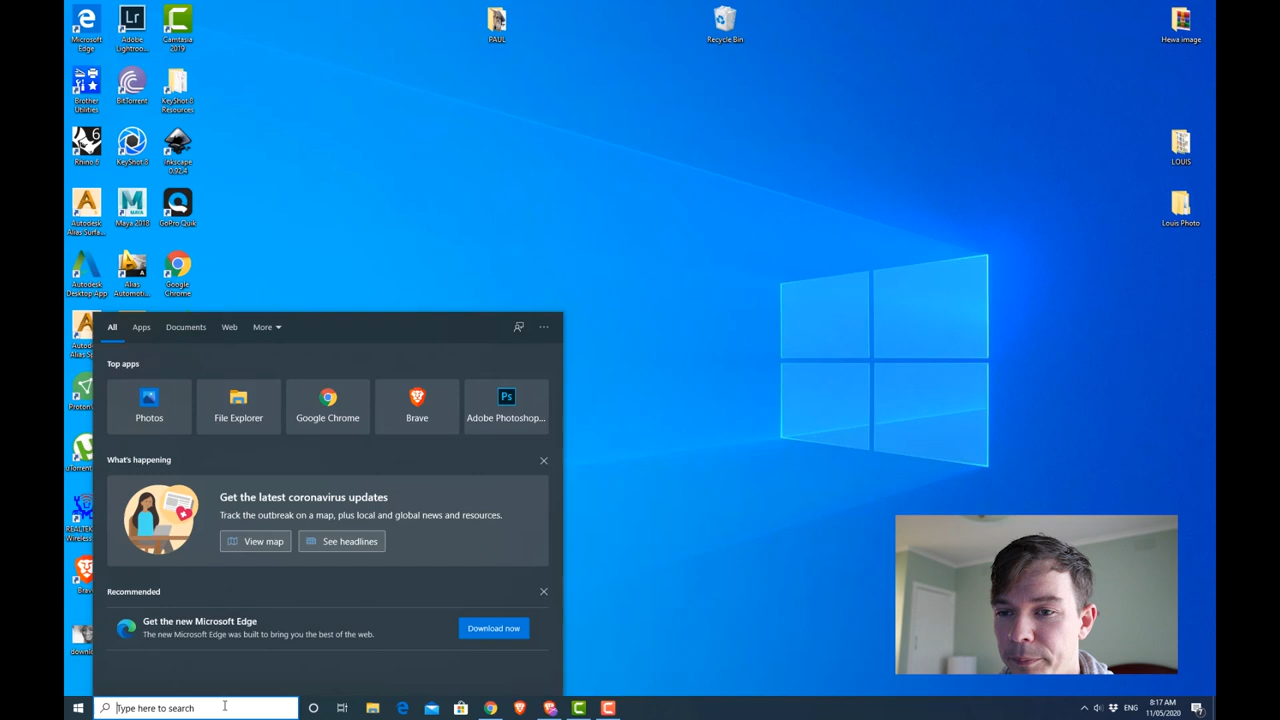 Microsoft
Edge
Adobe
Lightroo...
Camtasia
2019
PAUL
Recycle Bin
Hewa image
Brother
Utilities
BitTorrent
KeyShot 8
Resources
Rhino 6
KeyShot 8
Inkscape
0.92.4
LOUIS
Autodesk
Alias Surfa...
Maya 2018
GoPro Quik
Louis Photo
Autodesk
Desktop App
Alias
Automoti...
Google
Chrome
All
Apps
Documents
Web
More
Top apps
Photos
File Explorer
Google Chrome
Brave
Adobe Photoshop...
What's happening
Get the latest coronavirus updates
Track the outbreak on a map, plus local and global news and resources.
View map
See headlines
Recommended
Get the new Microsoft Edge
The new Microsoft Edge was built to bring you the best of the web.
Download now
Type here to search
ENG
8:17 AM
11/05/2020